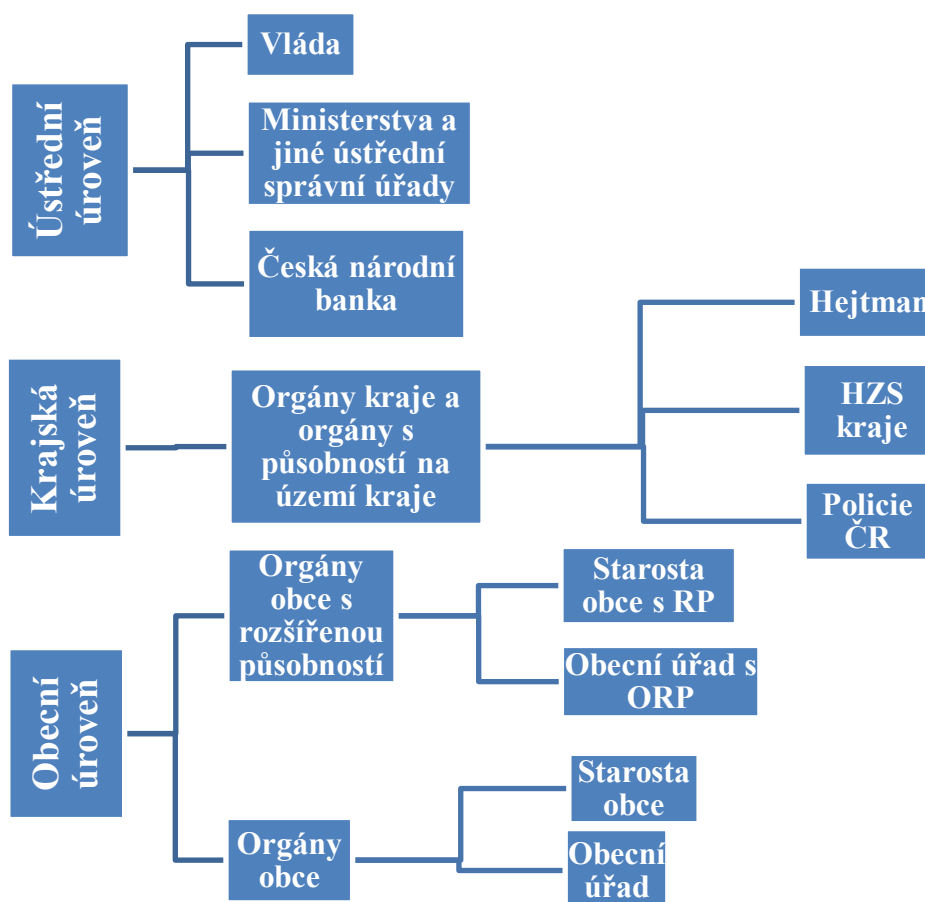 Ústřední
úroveň
Vláda
Ministerstva a
jiné ústřední
správní úřady
Česká národní
banka
Krajská
úroveň
Orgány kraje a
orgány s
působností na
území kraje
Hejtman
HZS
kraje
Policie
ČR
Obecní
úroveň
Orgány
obce s
rozšířenou
působností
Starosta
obce s RP
Obecní úřad s
ORP
Orgány
obce
Starosta
obce
Obecní
úřad